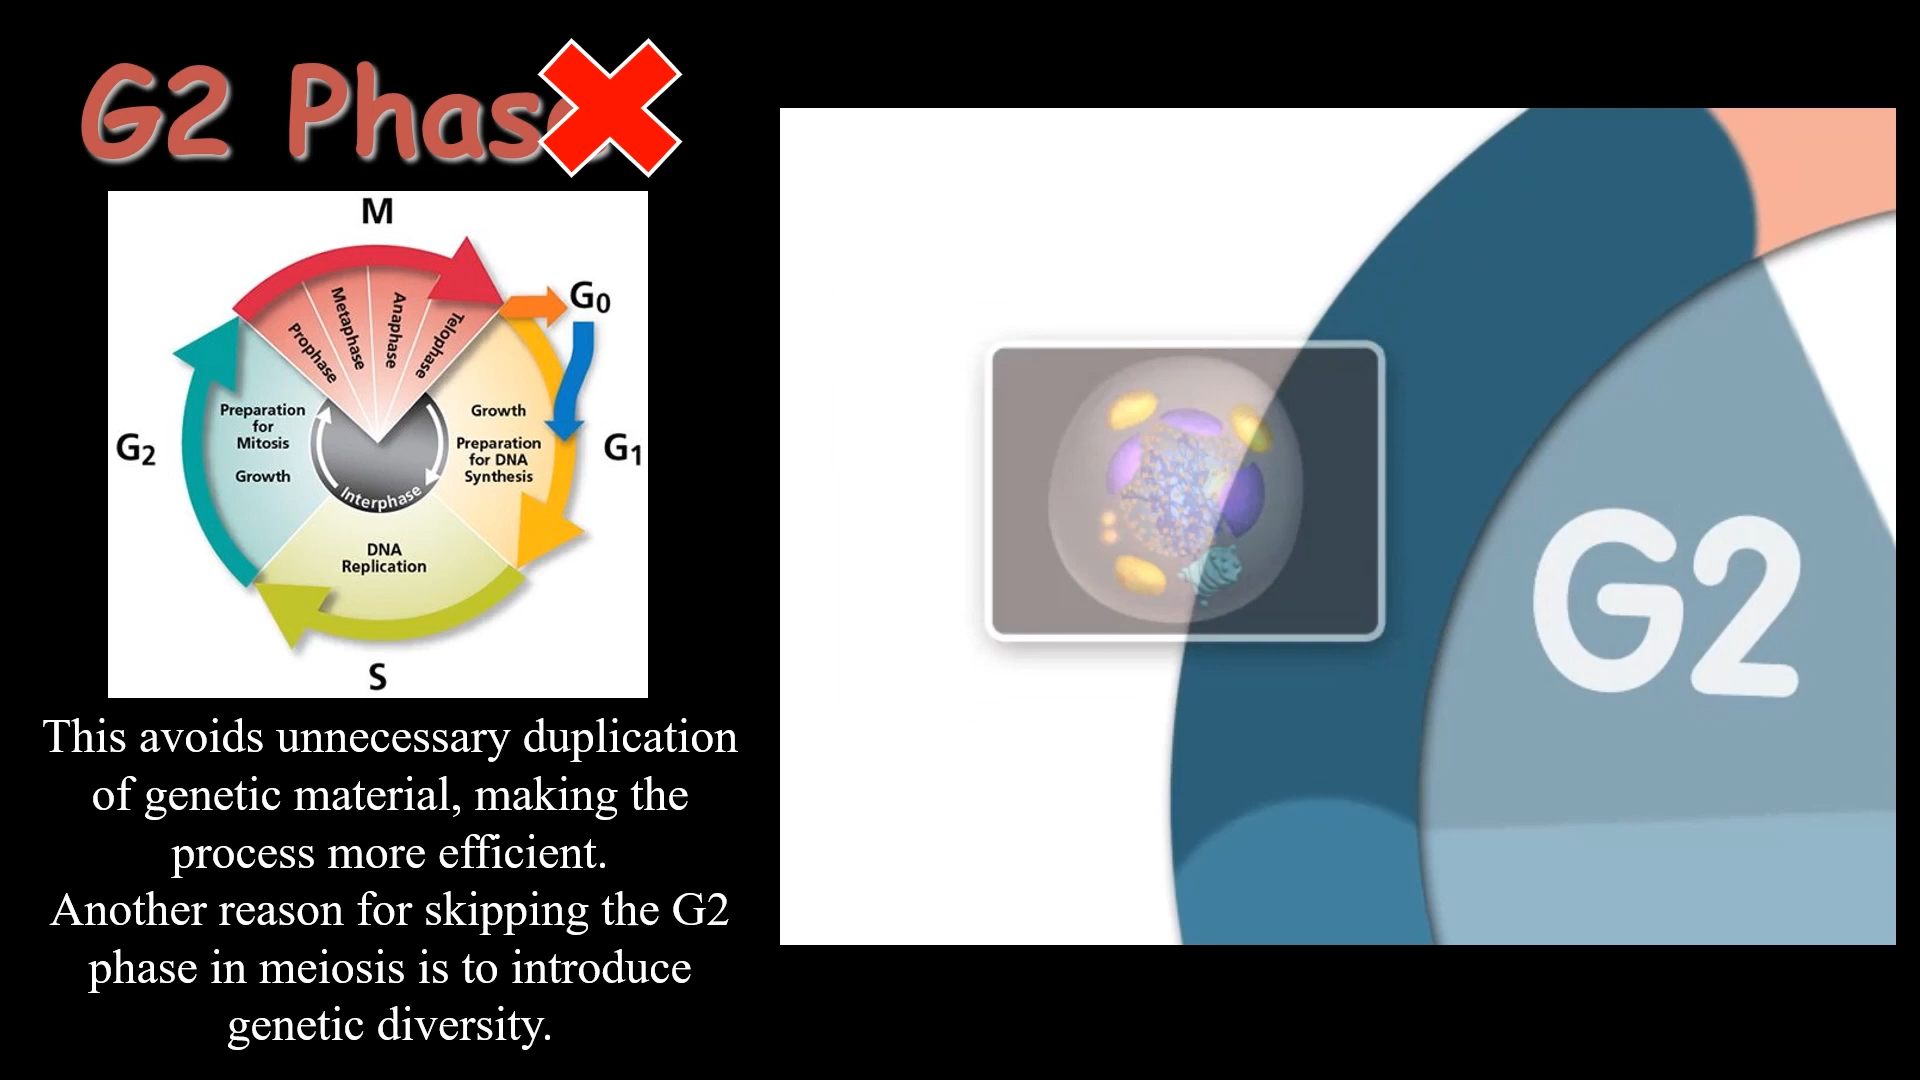 G2 Phase
M
G0
Prophase
Metaphase
Anaphase
Telophase
Preparation
for
Mitosis
Growth
G2
Growth
Preparation
for DNA
Synthesis
G1
Interphase
DNA
Replication
S
This avoids unnecessary duplication
of genetic material, making the
process more efficient.
Another reason for skipping the G2
phase in meiosis is to introduce
genetic diversity.
G2